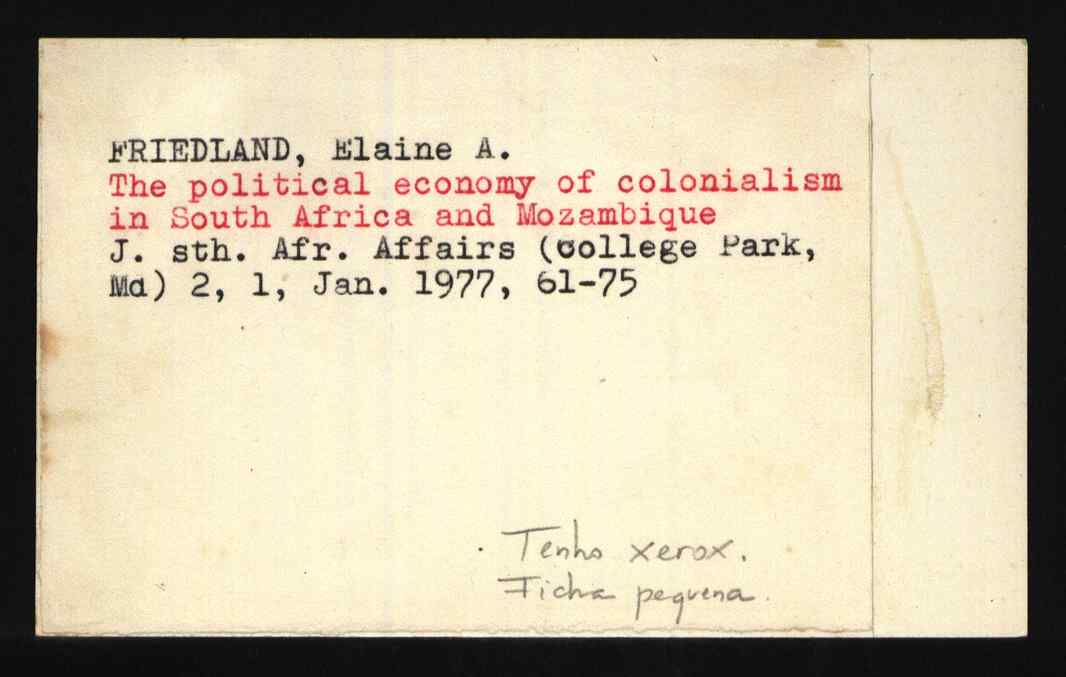 FRIEDLAND, Elaine A.
The political economy of colonialism
in South Africa and Mozambique
J. sth. Afr. Affairs (College Park,
Md) 2, 1, Jan. 1977, 61-75
Tenho xerox.
Ficha pequena.